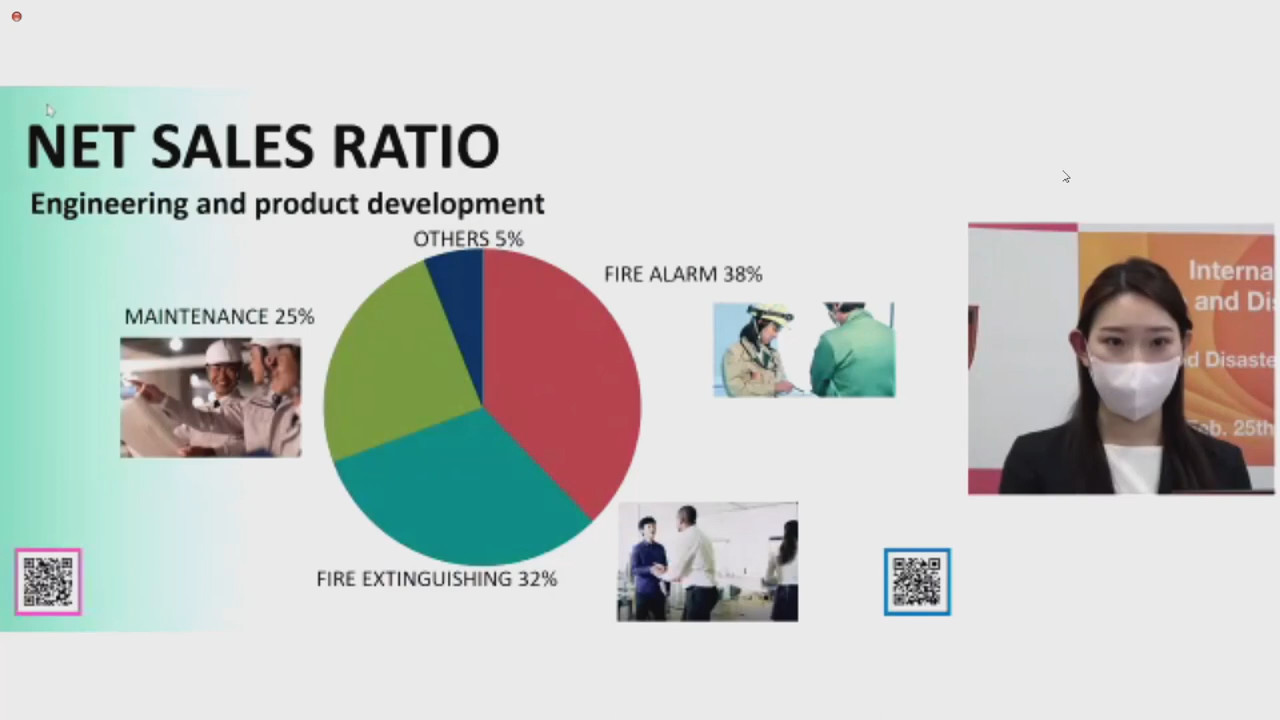 NET SALES RATIO
Engineering and product development
OTHERS 5%
FIRE ALARM 38%
MAINTENANCE 25%
FIRE EXTINGUISHING 32%
Interna
and Dis
d Disaste
Feb. 25th